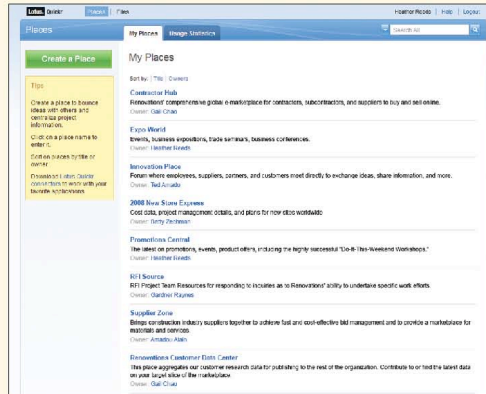 Lotus. Quickr Places Files Heather Reeds Help Logout
Places
My Places Usage Statistics
Search All
Create a Place
Tips
Create a place to bounce
ideas with others and
centralize project
information.
Click on a place name to
enter it.
Sort on places by title or
owner
Download Lotus Quickr
connectors to work with your
favorite applications
My Places
Sort by: Title Owners
Contractor Hub
Renovations' comprehensive global e-marketplace for contractors, subcontractors, and suppliers to buy and sell online.
Owner: Gail Chao
Expo World
Events, business expositions, trade seminars, business conferences.
Owner: Heather Reeds
Innovation Place
Forum where employees, suppliers, partners, and customers meet directly to exchange ideas, share information, and more.
Owner: Ted Amado
2008 New Store Express
Cost data, project management details, and plans for new sites worldwide
Owner: Betty Zechman
Promotions Central
The latest on promotions, events, product offers, including the highly successful "Do-It-This-Weekend Workshops."
Owner: Heather Reeds
RFI Source
RFI Project Team Resources for responding to inquiries as to Renovations' ability to undertake specific work efforts.
Owner: Gardner Raynes
Supplier Zone
Brings construction industry suppliers together to achieve fast and cost-effective bid management and to provide a marketplace for
materials and services.
Owner: Amadou Alain
Renovations Customer Data Center
This place aggregates our customer research data for publishing to the rest of the organization. Contribute to or find the latest data
on your target slice of the marketplace
Owner: Gail Chao